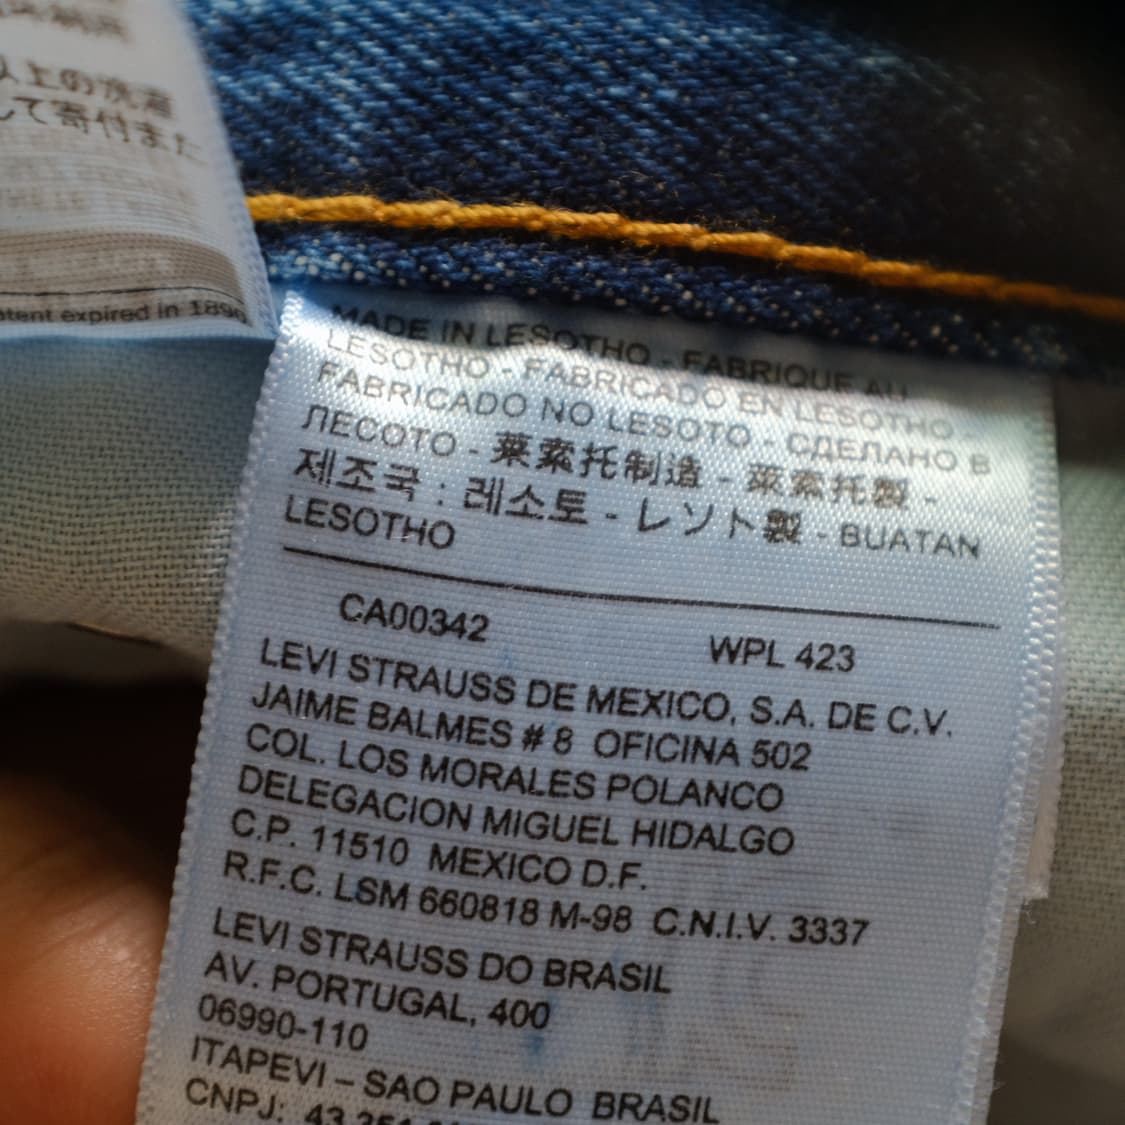 以上の洗濯
して寄付また
atent expired in 1890
MADE IN LESOTHO - FABRIQUE AU
LESOTHO - FABRICADO EN LESOTHO -
FABRICADO NO LESOTO - СДЕЛАНО В
ЛЕСОТО - 莱索托制造 - 萊索托製 -
제조국 : 레소토 - レソト製 - BUATAN
LESOTHO
CA00342 WPL 423
LEVI STRAUSS DE MEXICO, S.A. DE C.V.
JAIME BALMES # 8 OFICINA 502
COL. LOS MORALES POLANCO
DELEGACION MIGUEL HIDALGO
C.P. 11510 MEXICO D.F.
R.F.C. LSM 660818 M-98 C.N.I.V. 3337
LEVI STRAUSS DO BRASIL
AV. PORTUGAL, 400
06990-110
ITAPEVI – SAO PAULO BRASIL
CNPJ: